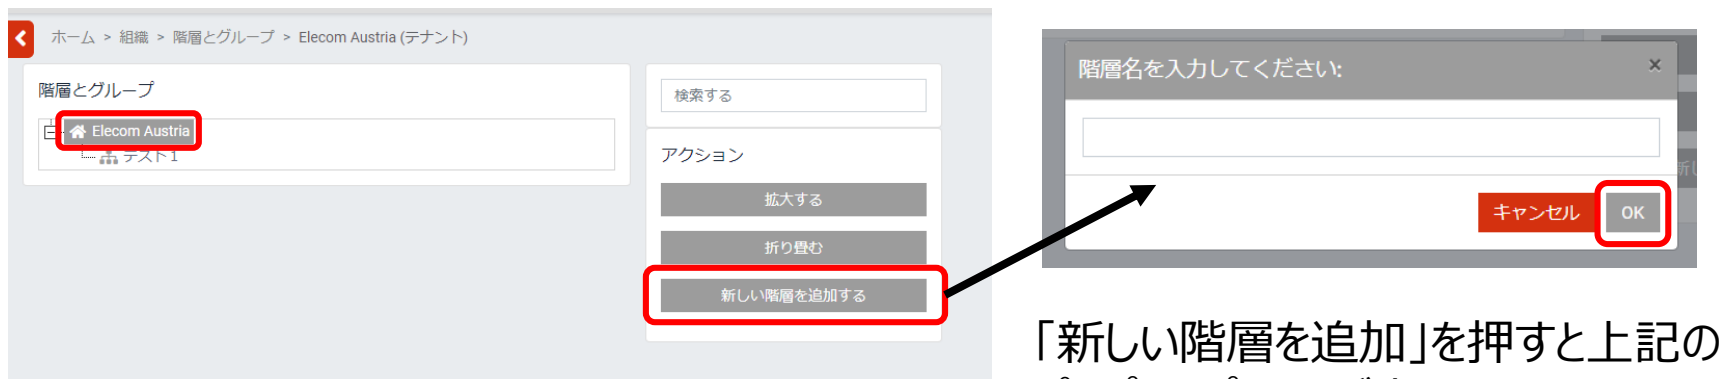 ホーム > 組織 > 階層とグループ > Elecom Austria (テナント)
階層とグループ
Elecom Austria
テスト1
検索する
アクション
拡大する
折り畳む
新しい階層を追加する
階層名を入力してください:
×
キャンセル
OK
「新しい階層を追加」を押すと上記の